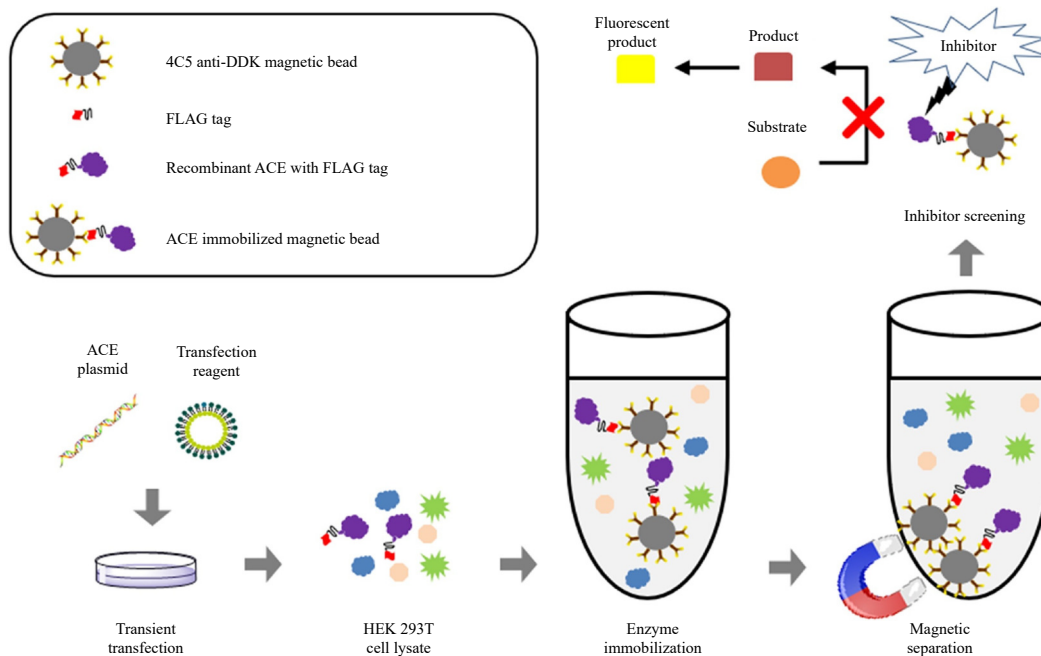 4C5 anti-DDK magnetic bead
FLAG tag
Recombinant ACE with FLAG tag
ACE immobilized magnetic bead
Fluorescent
product
Product
Inhibitor
Substrate
Inhibitor screening
ACE
plasmid
Transfection
reagent
Transient
transfection
HEK 293T
cell lysate
Enzyme
immobilization
Magnetic
separation